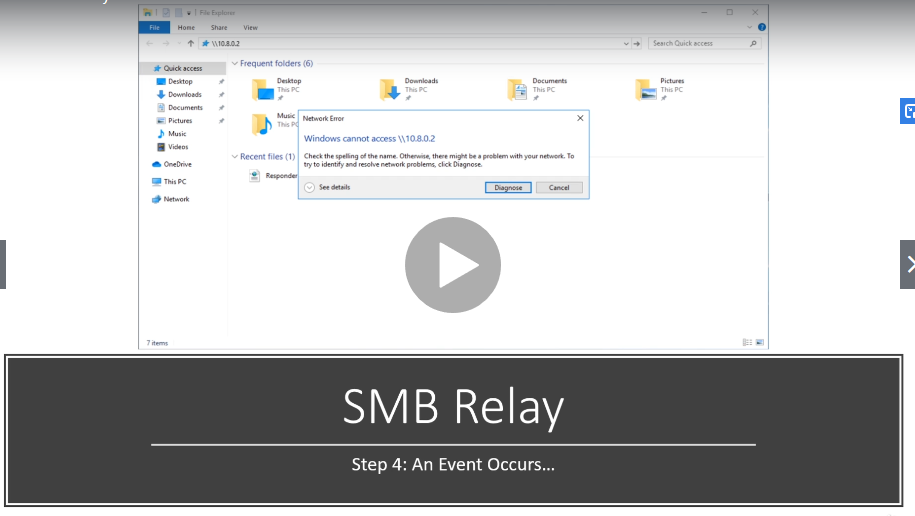 File Explorer
File Home Share View
\\10.8.0.2
Search Quick access
Quick access
Desktop
Downloads
Documents
Pictures
Music
Videos
OneDrive
This PC
Network
Frequent folders (6)
Desktop
This PC
Downloads
This PC
Documents
This PC
Pictures
This PC
Music
This PC
Recent files (1)
Responder
Network Error
Windows cannot access \\10.8.0.2
Check the spelling of the name. Otherwise, there might be a problem with your network. To
try to identify and resolve network problems, click Diagnose.
See details
Diagnose
Cancel
7 items
SMB Relay
Step 4: An Event Occurs...